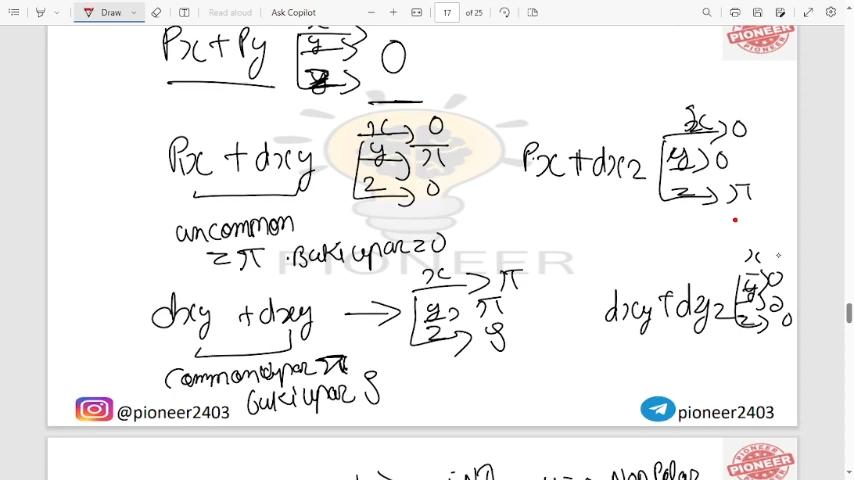 Draw
Read aloud
Ask Copilot
17
of 25
PIONEER
Px + Py
y
0
Px + dxy
x → 0
y → π
z → 0
Px + dxz
x → 0
y → 0
z → π
uncommon
= π . Baki upar = 0
dxy + dxy →
x → π
y → π
z → δ
dxy + dyz
x → 0
y →
z → 0
Common upar π
baki upar δ
@pioneer2403
pioneer2403
PIONEER
Non Polar